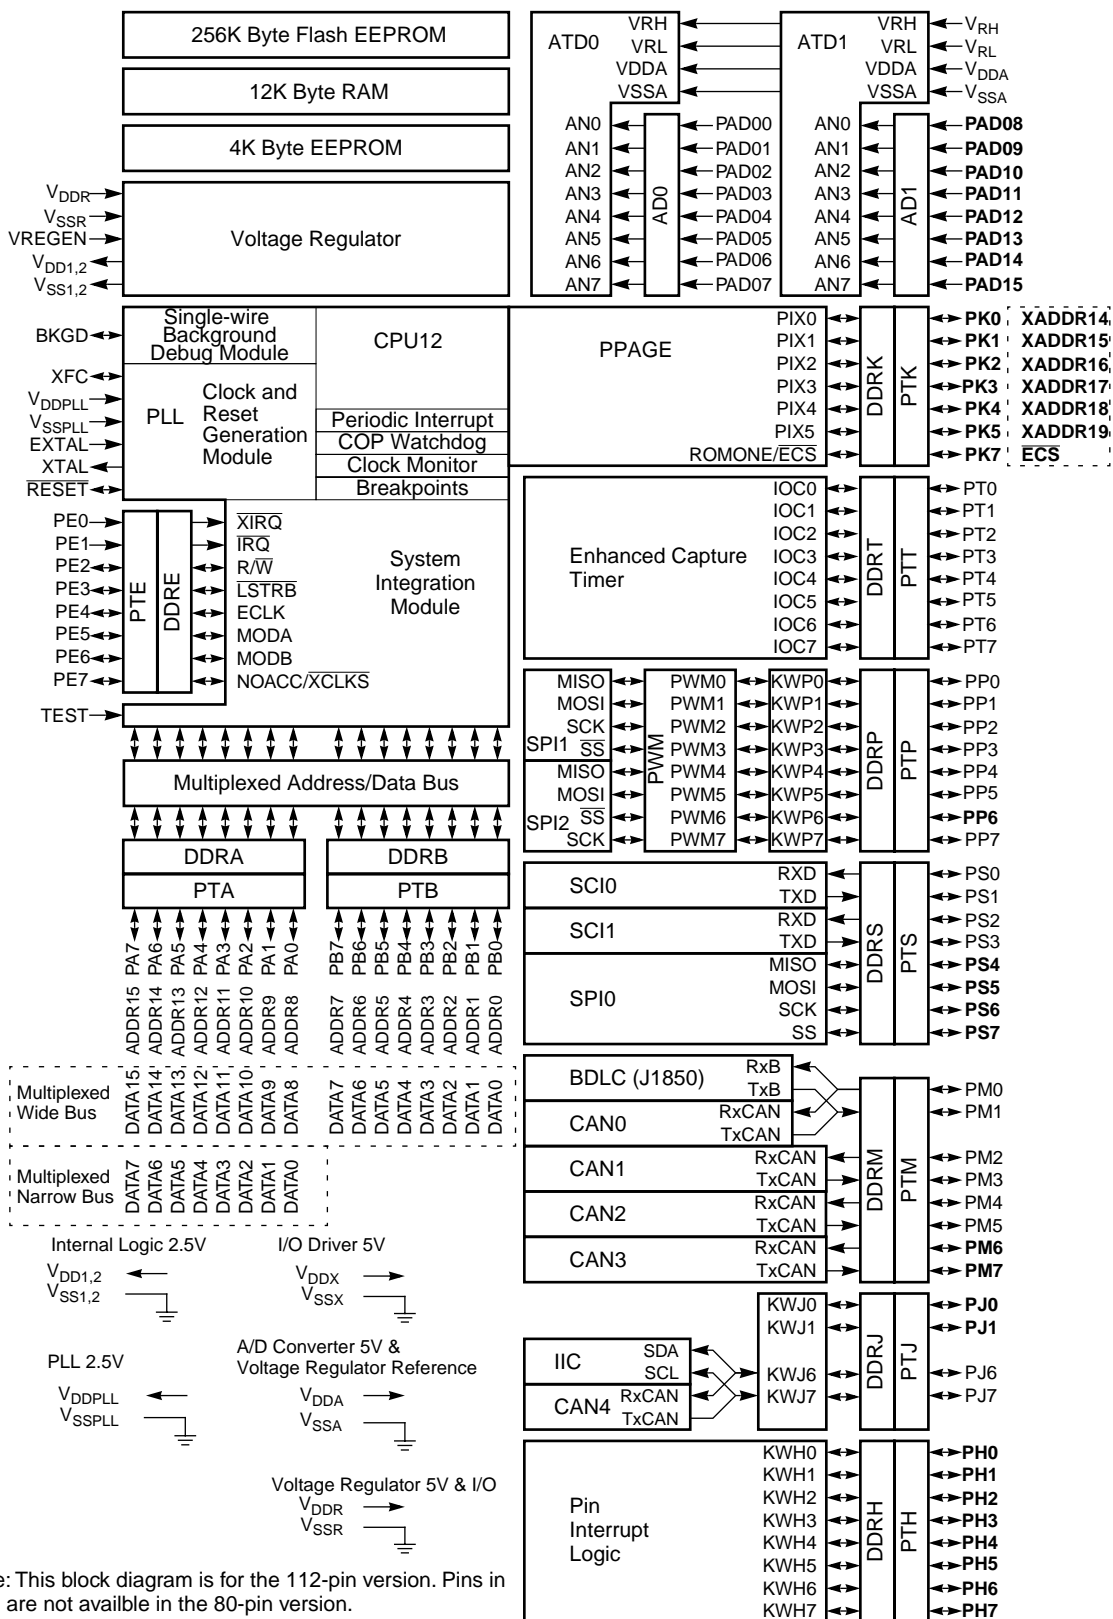 256K Byte Flash EEPROM
12K Byte RAM
4K Byte EEPROM
VDDR
VSSR
VREGEN
VDD1,2
VSS1,2
Voltage Regulator
ATD0
VRH
VRL
VDDA
VSSA
AN0
AN1
AN2
AN3
AN4
AN5
AN6
AN7
AD0
PAD00
PAD01
PAD02
PAD03
PAD04
PAD05
PAD06
PAD07
ATD1
VRH
VRL
VDDA
VSSA
VRH
VRL
VDDA
VSSA
AN0
AN1
AN2
AN3
AN4
AN5
AN6
AN7
AD1
PAD08
PAD09
PAD10
PAD11
PAD12
PAD13
PAD14
PAD15
BKGD
XFC
VDDPLL
VSSPLL
EXTAL
XTAL
RESET
Single-wire
Background
Debug Module
CPU12
PLL
Clock and
Reset
Generation
Module
Periodic Interrupt
COP Watchdog
Clock Monitor
Breakpoints
PPAGE
PIX0
PIX1
PIX2
PIX3
PIX4
PIX5
ROMONE/ECS
DDRK
PTK
PK0 XADDR14
PK1 XADDR15
PK2 XADDR16
PK3 XADDR17
PK4 XADDR18
PK5 XADDR19
PK7 ECS
PE0
PE1
PE2
PE3
PE4
PE5
PE6
PE7
TEST
PTE
DDRE
XIRQ
IRQ
R/W
LSTRB
ECLK
MODA
MODB
NOACC/XCLKS
System
Integration
Module
Enhanced Capture
Timer
IOC0
IOC1
IOC2
IOC3
IOC4
IOC5
IOC6
IOC7
DDRT
PTT
PT0
PT1
PT2
PT3
PT4
PT5
PT6
PT7
Multiplexed Address/Data Bus
DDRA
PTA
DDRB
PTB
PA7
PA6
PA5
PA4
PA3
PA2
PA1
PA0
PB7
PB6
PB5
PB4
PB3
PB2
PB1
PB0
ADDR15
ADDR14
ADDR13
ADDR12
ADDR11
ADDR10
ADDR9
ADDR8
ADDR7
ADDR6
ADDR5
ADDR4
ADDR3
ADDR2
ADDR1
ADDR0
Multiplexed
Wide Bus
DATA15
DATA14
DATA13
DATA12
DATA11
DATA10
DATA9
DATA8
DATA7
DATA6
DATA5
DATA4
DATA3
DATA2
DATA1
DATA0
Multiplexed
Narrow Bus
DATA7
DATA6
DATA5
DATA4
DATA3
DATA2
DATA1
DATA0
MISO
MOSI
SCK
SPI1 SS
MISO
MOSI
SPI2 SS
SCK
PWM
PWM0
PWM1
PWM2
PWM3
PWM4
PWM5
PWM6
PWM7
KWP0
KWP1
KWP2
KWP3
KWP4
KWP5
KWP6
KWP7
DDRP
PTP
PP0
PP1
PP2
PP3
PP4
PP5
PP6
PP7
SCI0
RXD
TXD
SCI1
RXD
TXD
SPI0
MISO
MOSI
SCK
SS
DDRS
PTS
PS0
PS1
PS2
PS3
PS4
PS5
PS6
PS7
BDLC (J1850)
RxB
TxB
CAN0
RxCAN
TxCAN
CAN1
RxCAN
TxCAN
CAN2
RxCAN
TxCAN
CAN3
RxCAN
TxCAN
DDRM
PTM
PM0
PM1
PM2
PM3
PM4
PM5
PM6
PM7
IIC
SDA
SCL
CAN4
RxCAN
TxCAN
KWJ0
KWJ1
KWJ6
KWJ7
DDRJ
PTJ
PJ0
PJ1
PJ6
PJ7
Pin
Interrupt
Logic
KWH0
KWH1
KWH2
KWH3
KWH4
KWH5
KWH6
KWH7
DDRH
PTH
PH0
PH1
PH2
PH3
PH4
PH5
PH6
PH7
Internal Logic 2.5V
VDD1,2
VSS1,2
I/O Driver 5V
VDDX
VSSX
PLL 2.5V
VDDPLL
VSSPLL
A/D Converter 5V &
Voltage Regulator Reference
VDDA
VSSA
Voltage Regulator 5V & I/O
VDDR
VSSR
: This block diagram is for the 112-pin version. Pins in
are not availble in the 80-pin version.